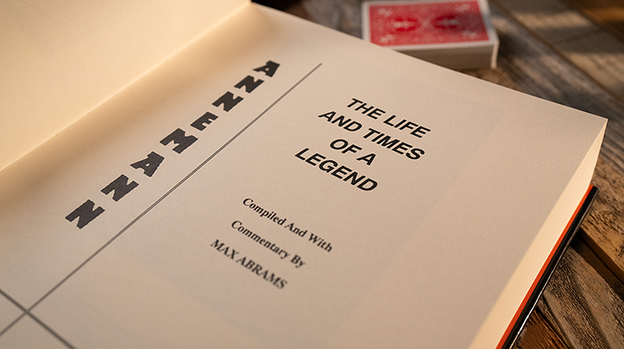 ANNEMANN
THE LIFE
AND TIMES
OF A
LEGEND
Compiled And With
Commentary By
MAX ABRAMS